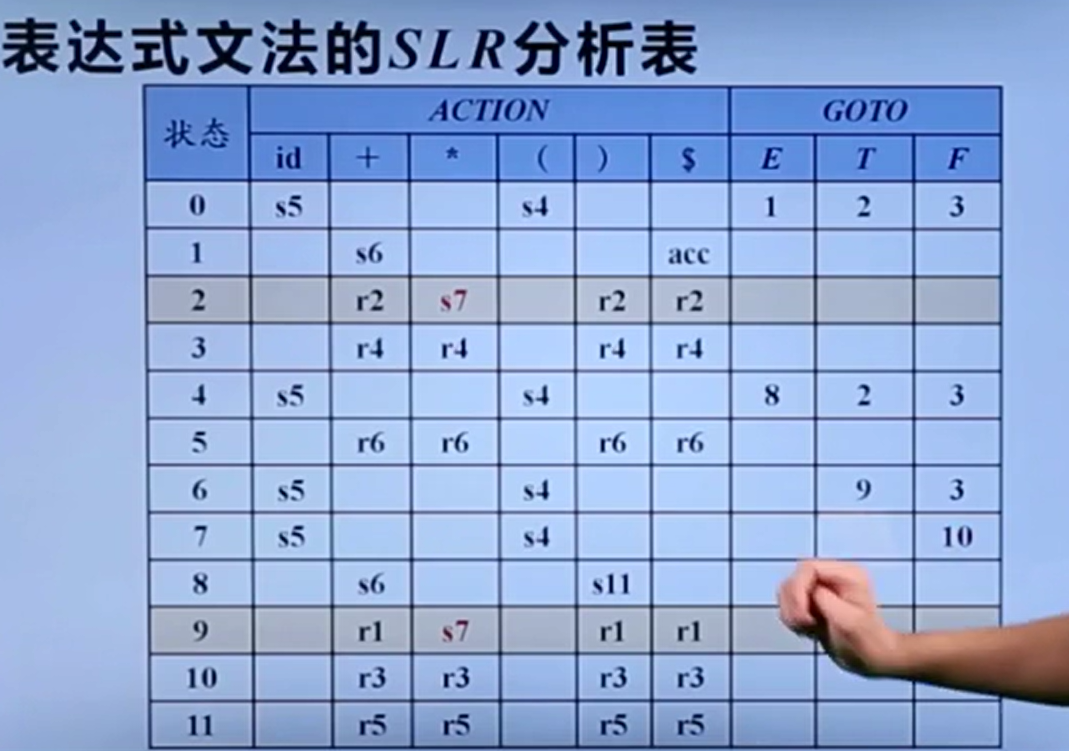 表达式文法的SLR分析表
状态 ACTION GOTO
id + * ( ) $ E T F
0 s5 s4 1 2 3
1 s6 acc
2 r2 s7 r2 r2
3 r4 r4 r4 r4
4 s5 s4 8 2 3
5 r6 r6 r6 r6
6 s5 s4 9 3
7 s5 s4 10
8 s6 s11
9 r1 s7 r1 r1
10 r3 r3 r3 r3
11 r5 r5 r5 r5